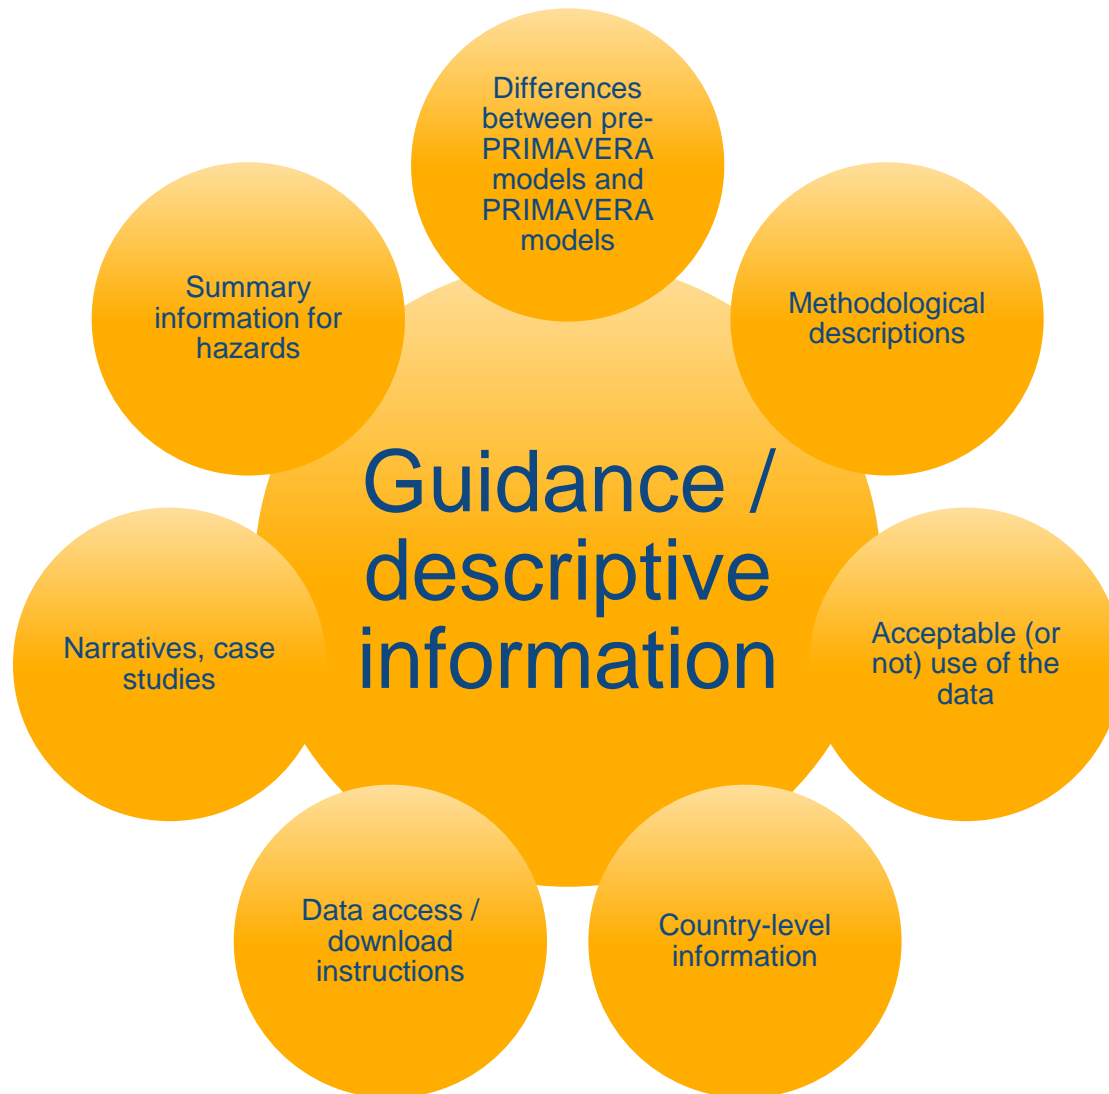 Differences
between pre-
PRIMAVERA
models and
PRIMAVERA
models
Summary
information for
hazards
Methodological
descriptions
Guidance /
descriptive
information
Narratives, case
studies
Acceptable (or
not) use of the
data
Data access /
download
instructions
Country-level
information